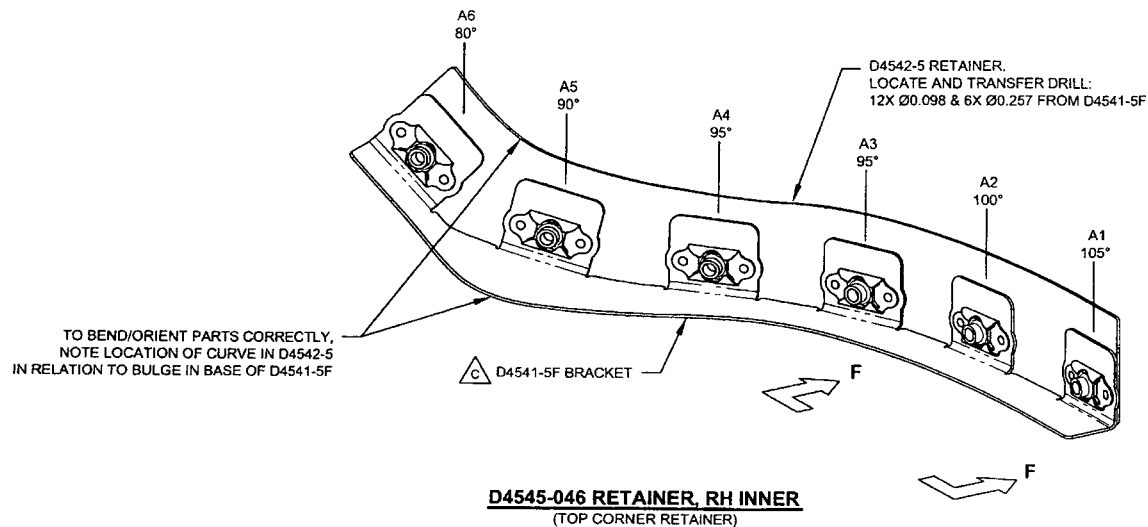 A6
80°
A5
90°
A4
95°
A3
95°
A2
100°
A1
105°
D4542-5 RETAINER.
LOCATE AND TRANSFER DRILL:
12X Ø0.098 & 6X Ø0.257 FROM D4541-5F
TO BEND/ORIENT PARTS CORRECTLY,
NOTE LOCATION OF CURVE IN D4542-5
IN RELATION TO BULGE IN BASE OF D4541-5F
C D4541-5F BRACKET
F
F
D4545-046 RETAINER, RH INNER
(TOP CORNER RETAINER)